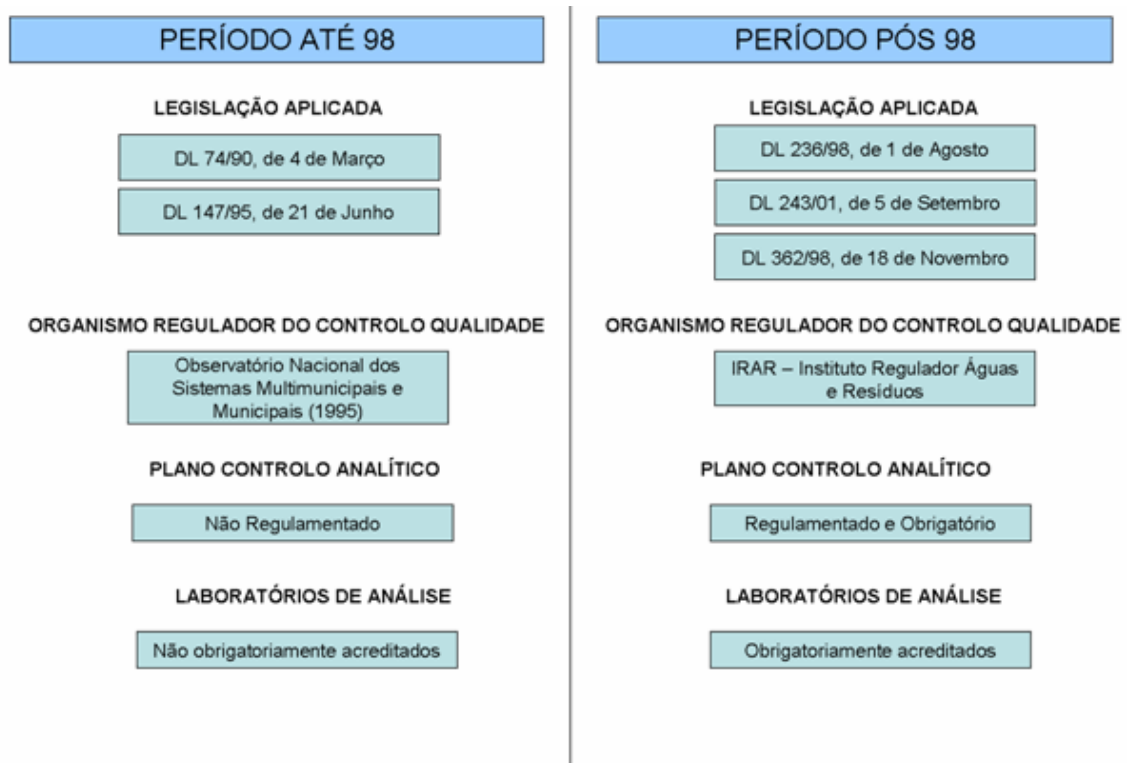 PERÍODO ATÉ 98
LEGISLAÇÃO APLICADA
DL 74/90, de 4 de Março
DL 147/95, de 21 de Junho
ORGANISMO REGULADOR DO CONTROLO QUALIDADE
Observatório Nacional dos
Sistemas Multimunicipais e
Municipais (1995)
PLANO CONTROLO ANALÍTICO
Não Regulamentado
LABORATÓRIOS DE ANÁLISE
Não obrigatoriamente acreditados
PERÍODO PÓS 98
LEGISLAÇÃO APLICADA
DL 236/98, de 1 de Agosto
DL 243/01, de 5 de Setembro
DL 362/98, de 18 de Novembro
ORGANISMO REGULADOR DO CONTROLO QUALIDADE
IRAR – Instituto Regulador Águas
e Resíduos
PLANO CONTROLO ANALÍTICO
Regulamentado e Obrigatório
LABORATÓRIOS DE ANÁLISE
Obrigatoriamente acreditados